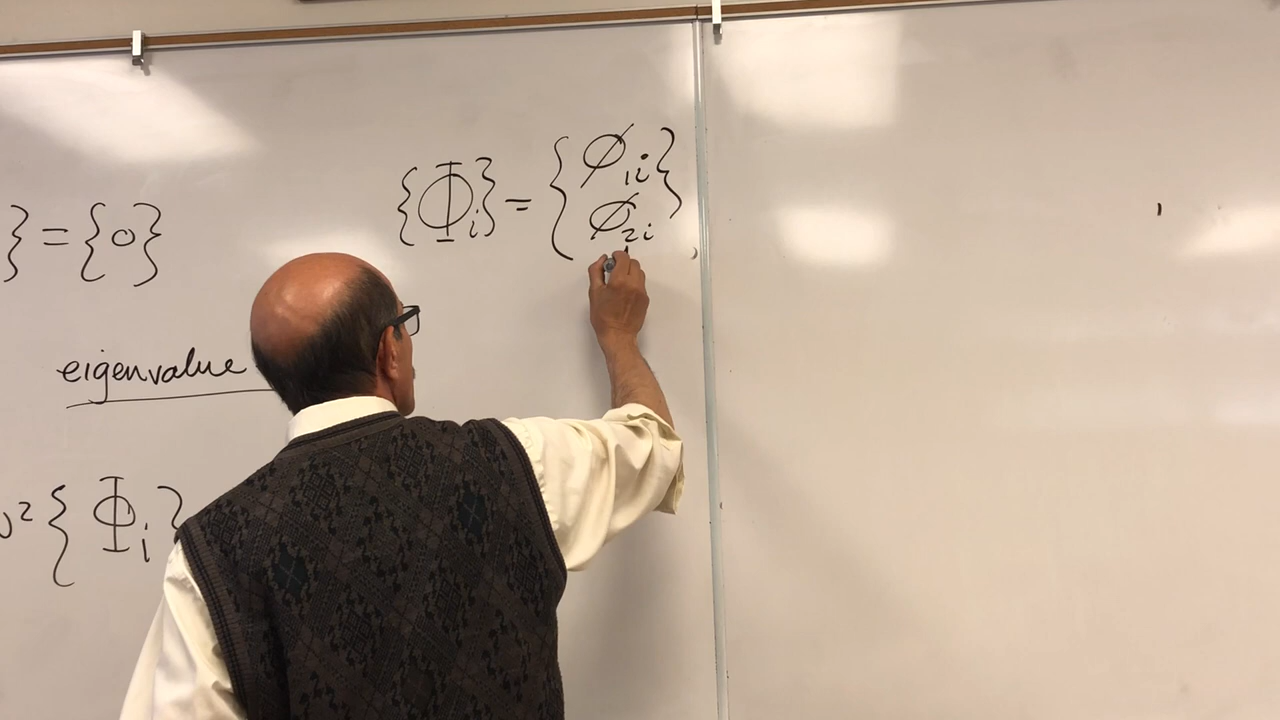 {Φᵢ} = {ϕ₁ᵢ
ϕ₂ᵢ}
} = {0}
eigenvalue
ω² {Φᵢ}